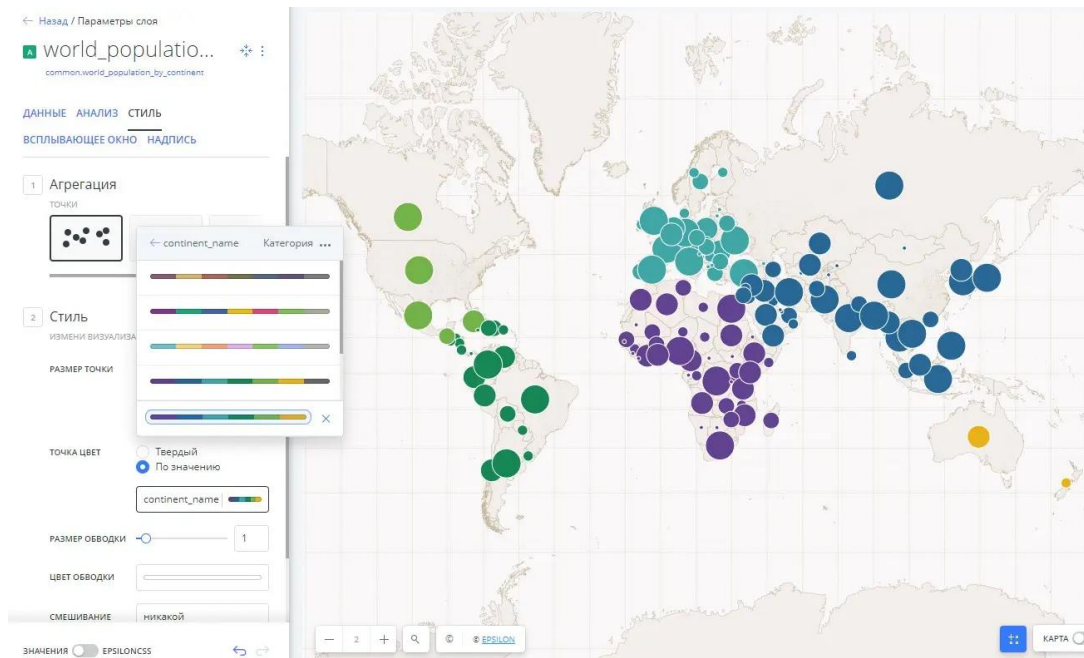 ← Назад / Параметры слоя
A world_populatio...
common.world_population_by_continent
ДАННЫЕ АНАЛИЗ СТИЛЬ
ВСПЛЫВАЮЩЕЕ ОКНО НАДПИСЬ
1 Агрегация
ТОЧКИ
← continent_name Категория ...
2 Стиль
ИЗМЕНИ ВИЗУАЛИЗА
РАЗМЕР ТОЧКИ
ТОЧКА ЦВЕТ
Твердый
По значению
continent_name
РАЗМЕР ОБВОДКИ 1
ЦВЕТ ОБВОДКИ
СМЕШИВАНИЕ никакой
ЗНАЧЕНИЯ EPSILONCSS
− 2 + © © EPSILON
КАРТА